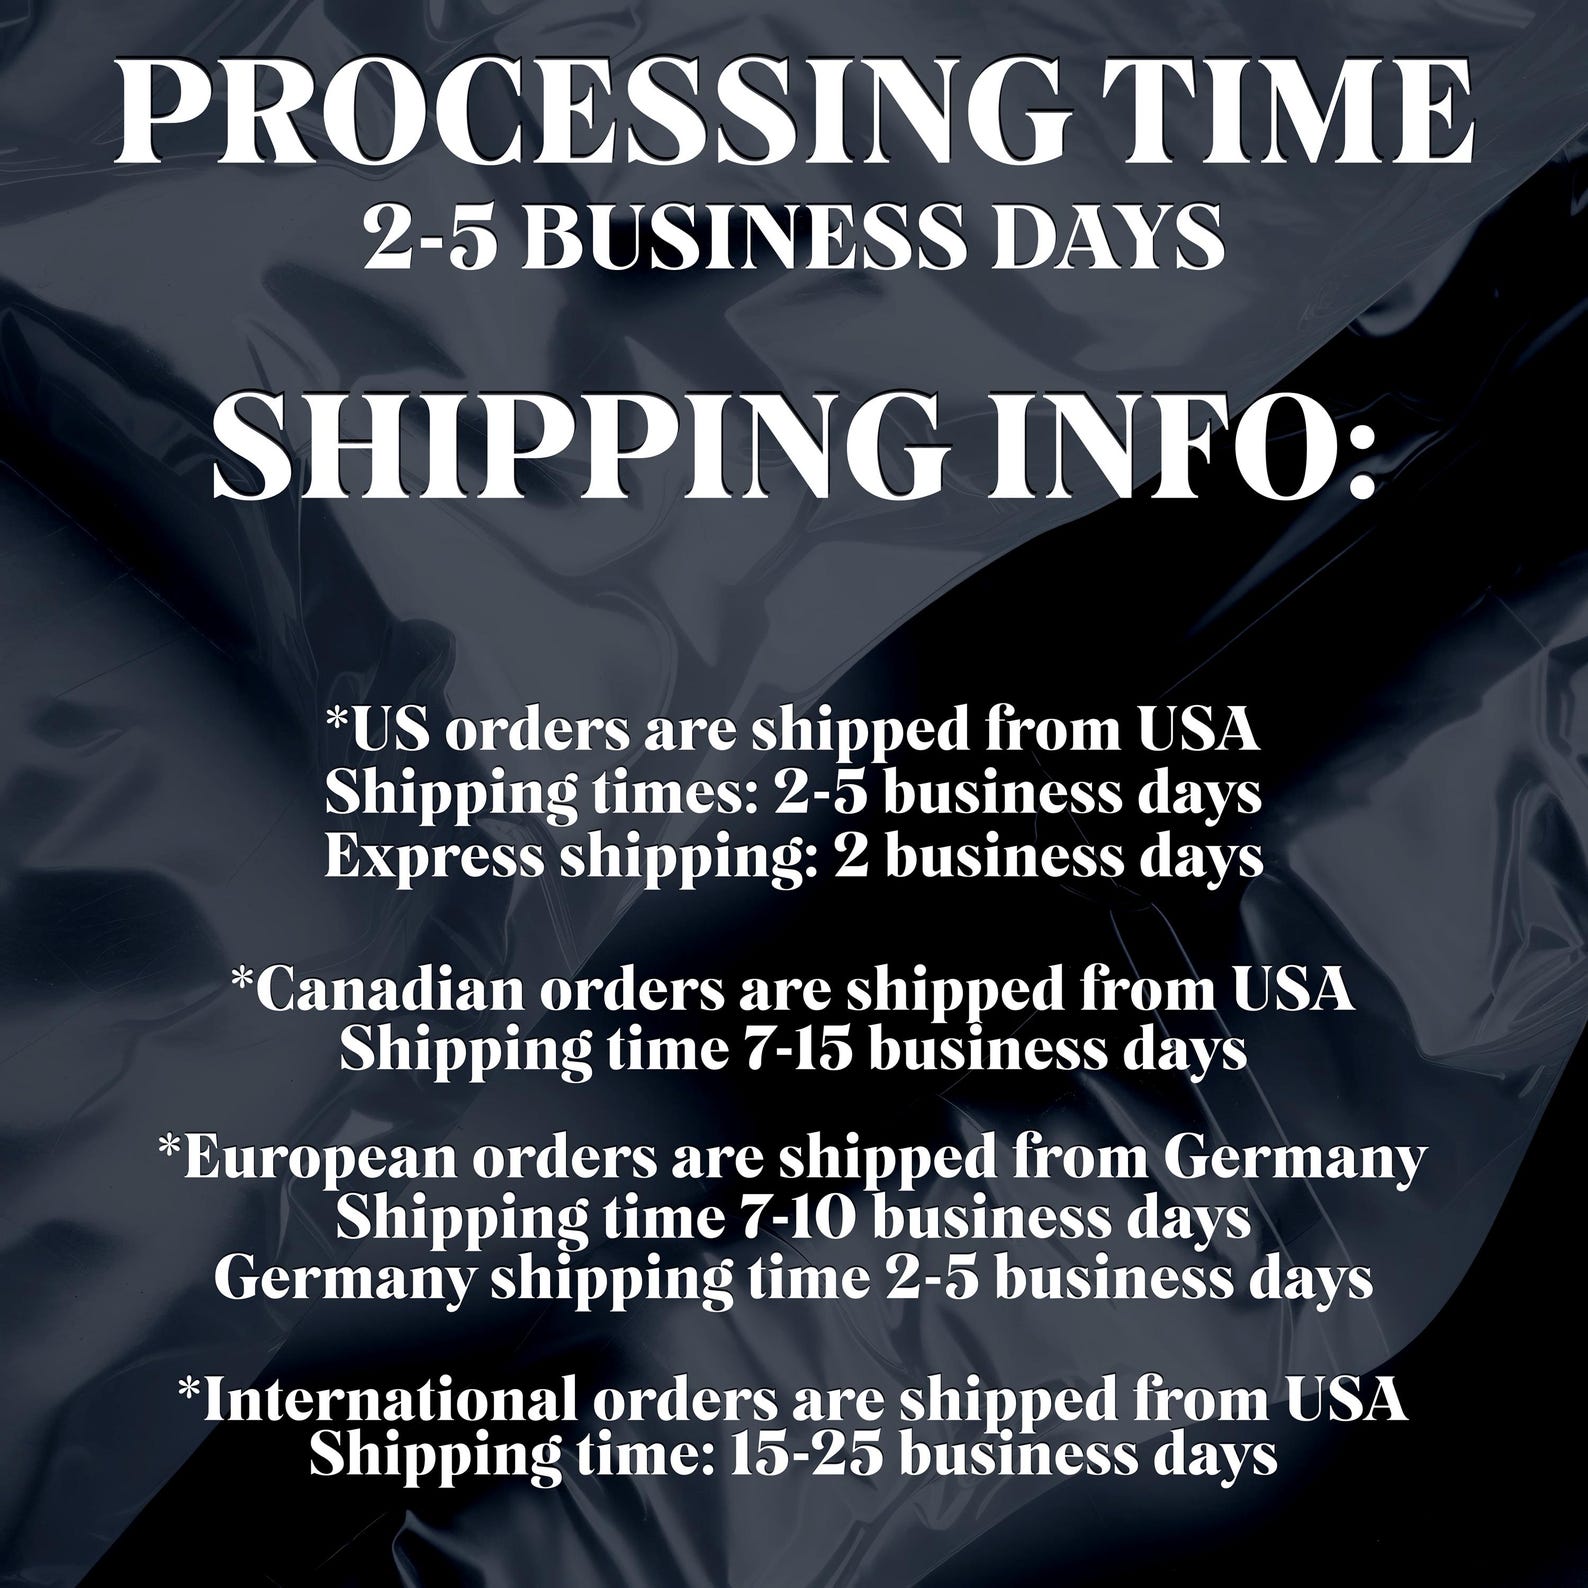 PROCESSING TIME
2-5 BUSINESS DAYS
SHIPPING INFO:
*US orders are shipped from USA
Shipping times: 2-5 business days
Express shipping: 2 business days
*Canadian orders are shipped from USA
Shipping time 7-15 business days
*European orders are shipped from Germany
Shipping time 7-10 business days
Germany shipping time 2-5 business days
*International orders are shipped from USA
Shipping time: 15-25 business days